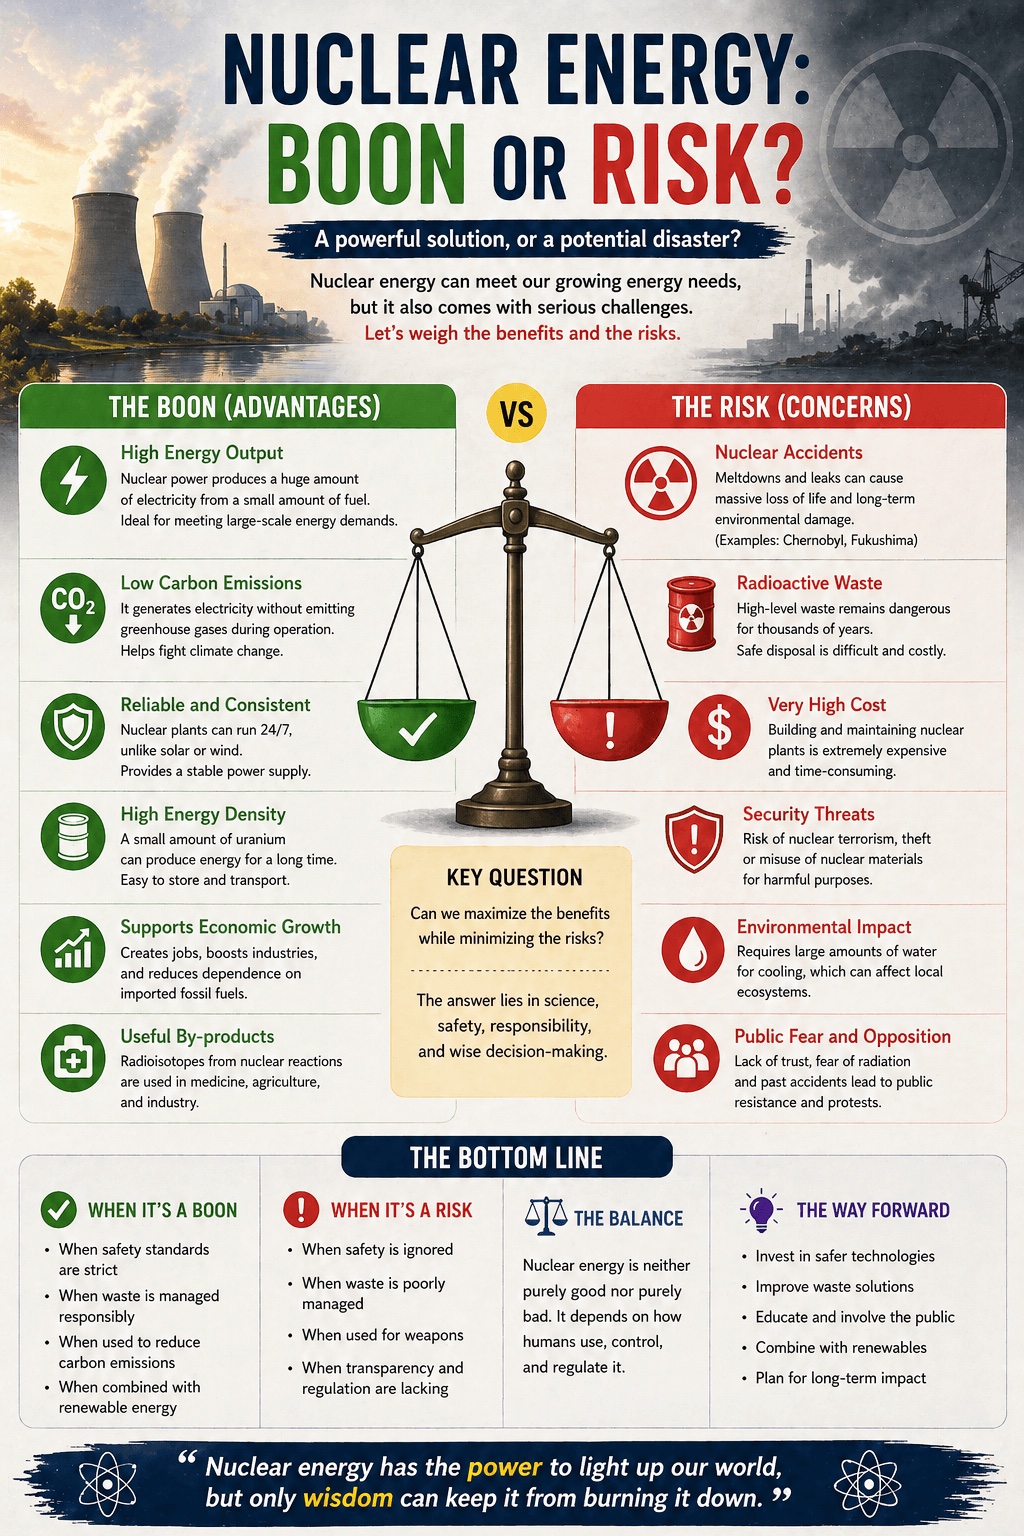 NUCLEAR ENERGY:
BOON OR RISK?
A powerful solution, or a potential disaster?
Nuclear energy can meet our growing energy needs,
but it also comes with serious challenges.
Let's weigh the benefits and the risks.
THE BOON (ADVANTAGES)
High Energy Output
Nuclear power produces a huge amount
of electricity from a small amount of fuel.
Ideal for meeting large-scale energy demands.
CO₂
Low Carbon Emissions
It generates electricity without emitting
greenhouse gases during operation.
Helps fight climate change.
Reliable and Consistent
Nuclear plants can run 24/7,
unlike solar or wind.
Provides a stable power supply.
High Energy Density
A small amount of uranium
can produce energy for a long time.
Easy to store and transport.
Supports Economic Growth
Creates jobs, boosts industries,
and reduces dependence on
imported fossil fuels.
Useful By-products
Radioisotopes from nuclear reactions
are used in medicine, agriculture,
and industry.
VS
!
KEY QUESTION
Can we maximize the benefits
while minimizing the risks?
The answer lies in science,
safety, responsibility,
and wise decision-making.
THE RISK (CONCERNS)
Nuclear Accidents
Meltdowns and leaks can cause
massive loss of life and long-term
environmental damage.
(Examples: Chernobyl, Fukushima)
Radioactive Waste
High-level waste remains dangerous
for thousands of years.
Safe disposal is difficult and costly.
$
Very High Cost
Building and maintaining nuclear
plants is extremely expensive
and time-consuming.
!
Security Threats
Risk of nuclear terrorism, theft
or misuse of nuclear materials
for harmful purposes.
Environmental Impact
Requires large amounts of water
for cooling, which can affect local
ecosystems.
Public Fear and Opposition
Lack of trust, fear of radiation
and past accidents lead to public
resistance and protests.
THE BOTTOM LINE
WHEN IT'S A BOON
• When safety standards
are strict
• When waste is managed
responsibly
• When used to reduce
carbon emissions
• When combined with
renewable energy
!
WHEN IT'S A RISK
• When safety is ignored
• When waste is poorly
managed
• When used for weapons
• When transparency and
regulation are lacking
THE BALANCE
Nuclear energy is neither
purely good nor purely
bad. It depends on how
humans use, control,
and regulate it.
THE WAY FORWARD
• Invest in safer technologies
• Improve waste solutions
• Educate and involve the public
• Combine with renewables
• Plan for long-term impact
“ Nuclear energy has the power to light up our world,
but only wisdom can keep it from burning it down. ”